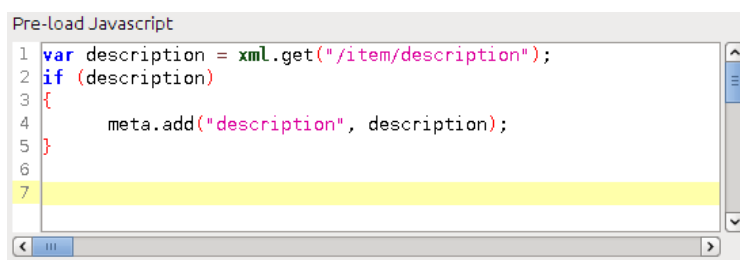 Pre-load Javascript
1 var description = xml.get("/item/description");
2 if (description)
3 {
4 meta.add("description", description);
5 }
6
7